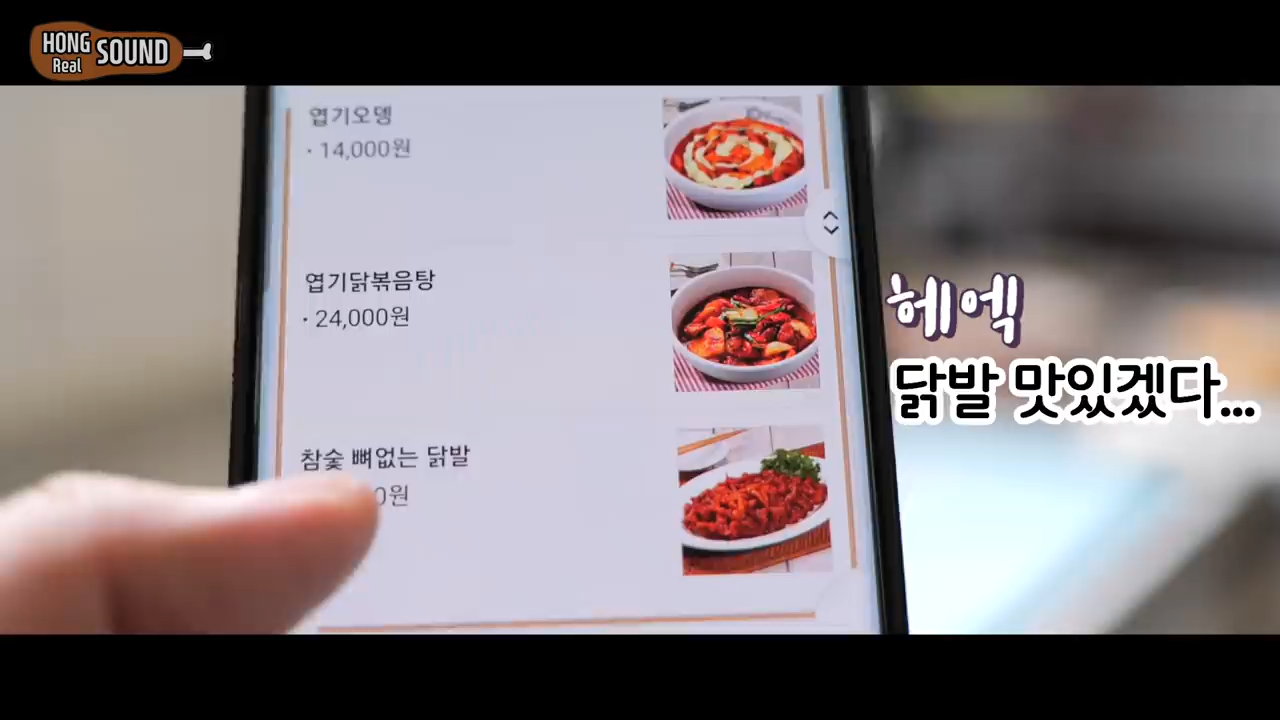 HONG
Real SOUND
엽기오뎅
· 14,000원
엽기닭볶음탕
· 24,000원
참숯 뼈없는 닭발
0원
헤엑
닭발 맛있겠다...